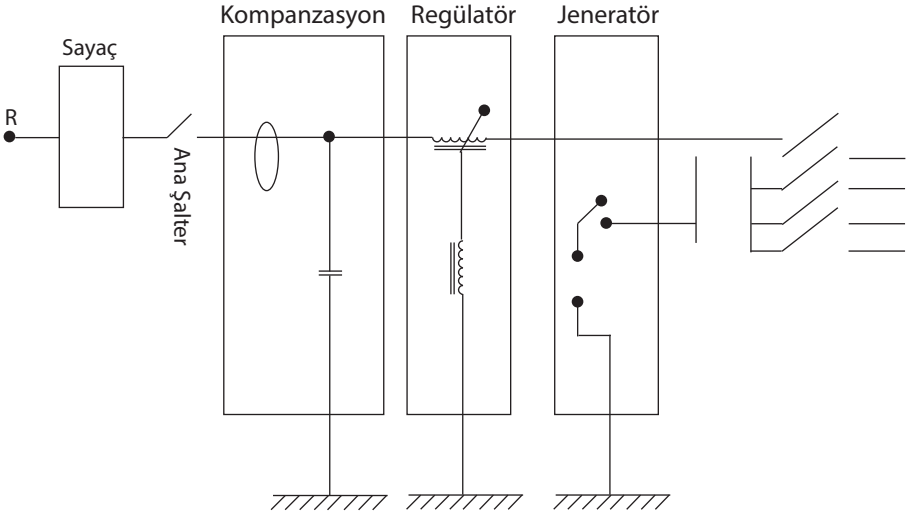 Kompanzasyon
Regülatör
Jeneratör
Sayaç
R
Ana Şalter